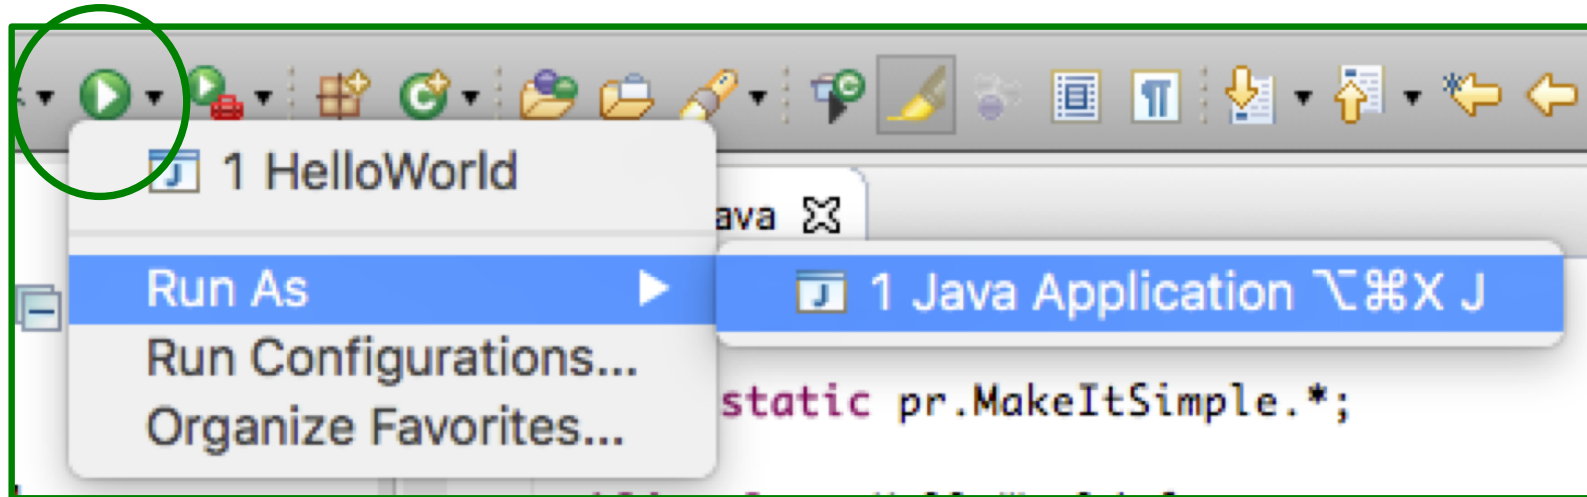 1 HelloWorld
ava
Run As
1 Java Application ⌥⌘X J
Run Configurations...
static pr.MakeItSimple.*;
Organize Favorites...